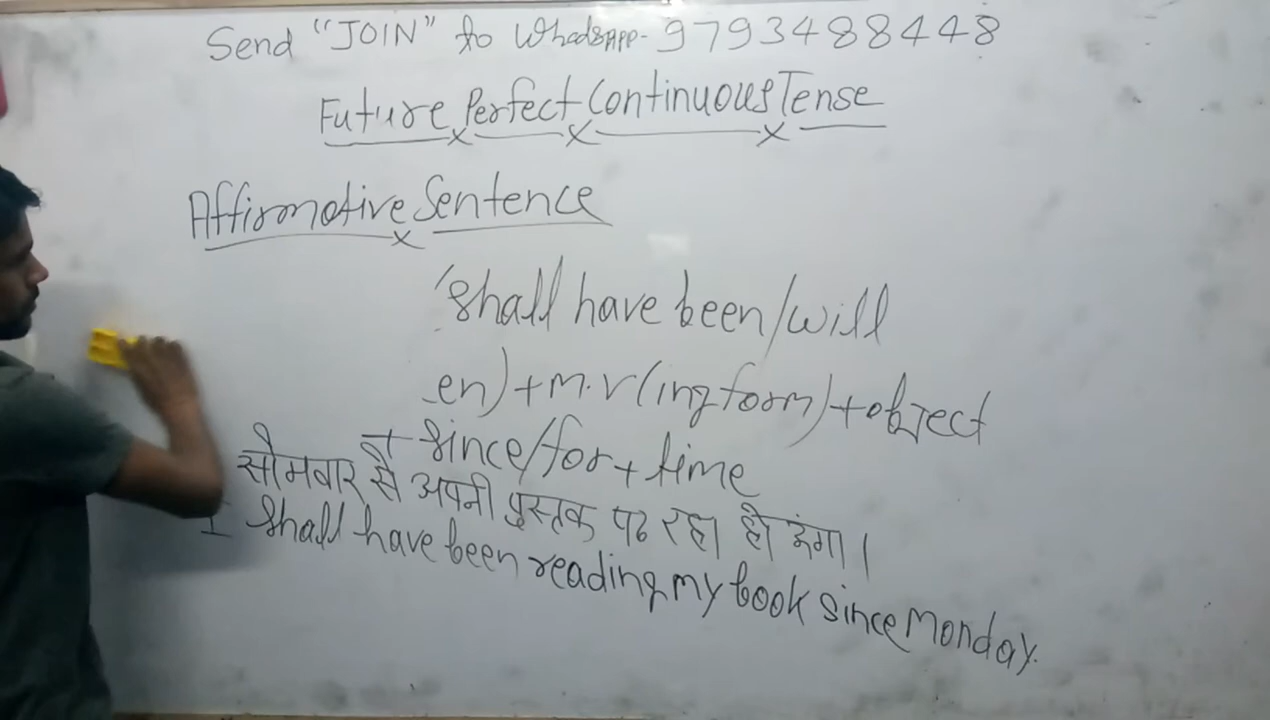 Send "JOIN" to WhatsApp- 9793488448
Future Perfect Continuous Tense
Affirmative Sentence
shall have been/will
en) + m.v (ing form) + object
+ since/for + time
सोमवार से अपनी पुस्तक पढ रहा हो ऊंगा।
I shall have been reading my book since Monday.